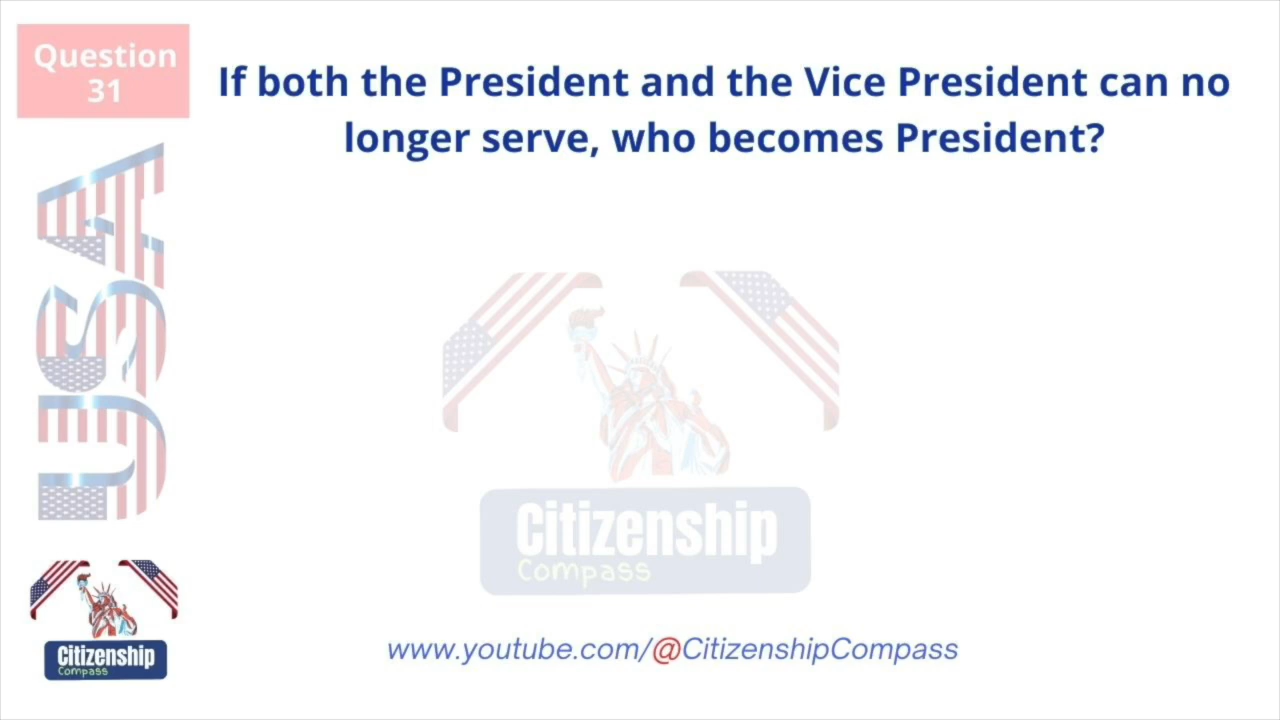 Question
31
If both the President and the Vice President can no
longer serve, who becomes President?
USA
Citizenship
Compass
www.youtube.com/@CitizenshipCompass
Citizenship
Compass